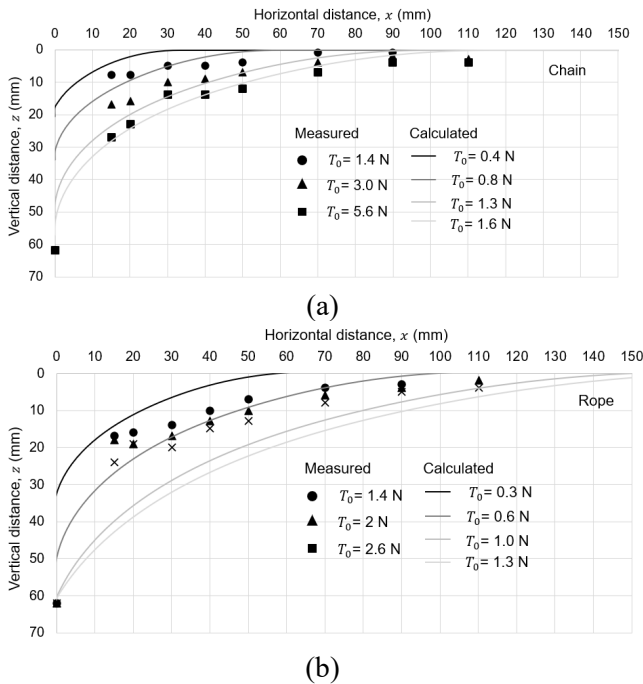 Horizontal distance, x (mm)
0 10 20 30 40 50 60 70 80 90 100 110 120 130 140 150
0
10
20
30
40
50
60
70
Vertical distance, z (mm)
Chain
Measured Calculated
T₀= 1.4 N T₀= 0.4 N
T₀= 3.0 N T₀= 0.8 N
T₀= 5.6 N T₀= 1.3 N
T₀= 1.6 N
(a)
Horizontal distance, x (mm)
0 10 20 30 40 50 60 70 80 90 100 110 120 130 140 150
0
10
20
30
40
50
60
70
Vertical distance, z (mm)
Rope
Measured Calculated
T₀= 1.4 N T₀= 0.3 N
T₀= 2 N T₀= 0.6 N
T₀= 2.6 N T₀= 1.0 N
T₀= 1.3 N
(b)